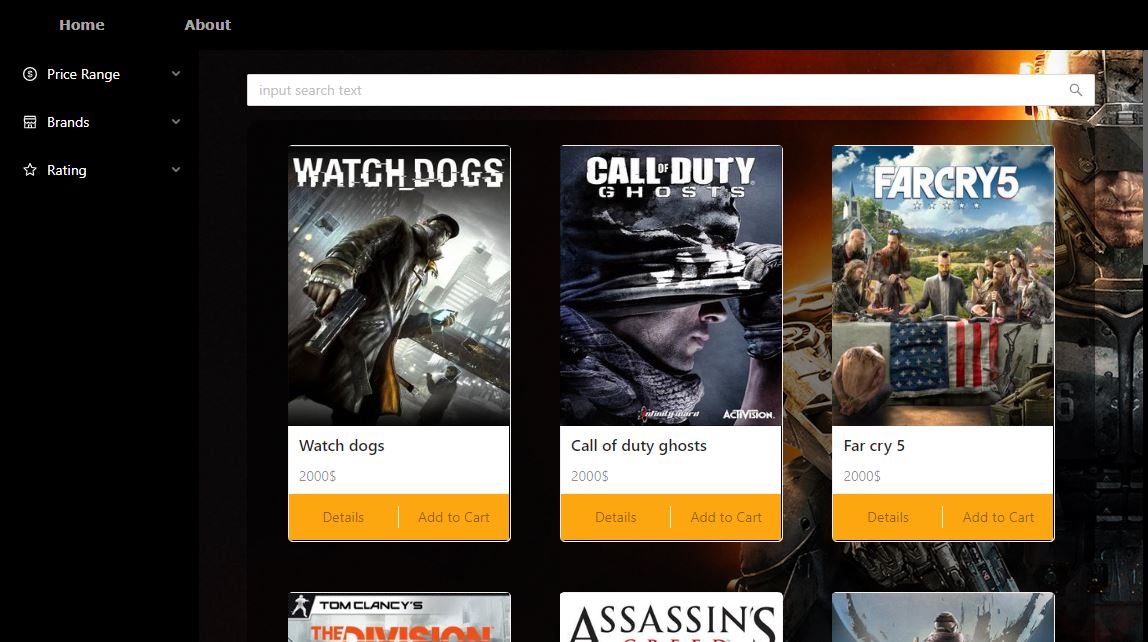 Home About
Price Range
Brands
Rating
input search text
WATCH_DOGS
Watch dogs
2000$
Details Add to Cart
CALL OF DUTY
GHOSTS
infinity ward ACTIVISION.
Call of duty ghosts
2000$
Details Add to Cart
FARCRY5
Far cry 5
2000$
Details Add to Cart
TOM CLANCY'S
THE DIVISION
ASSASSIN'S
CREED